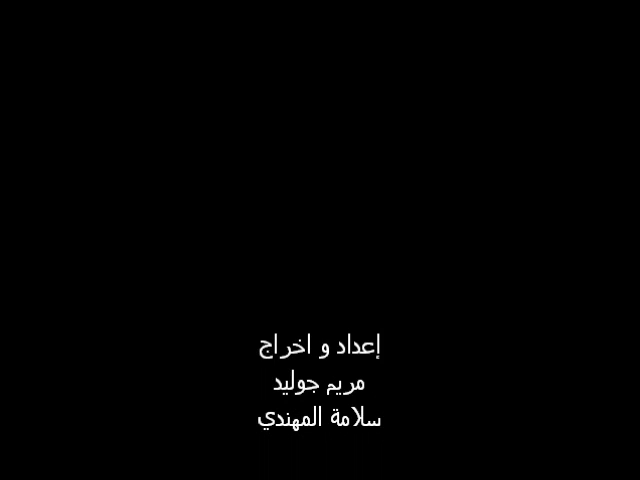 إعداد و اخراج
مريم جوليد
سلامة المهندي